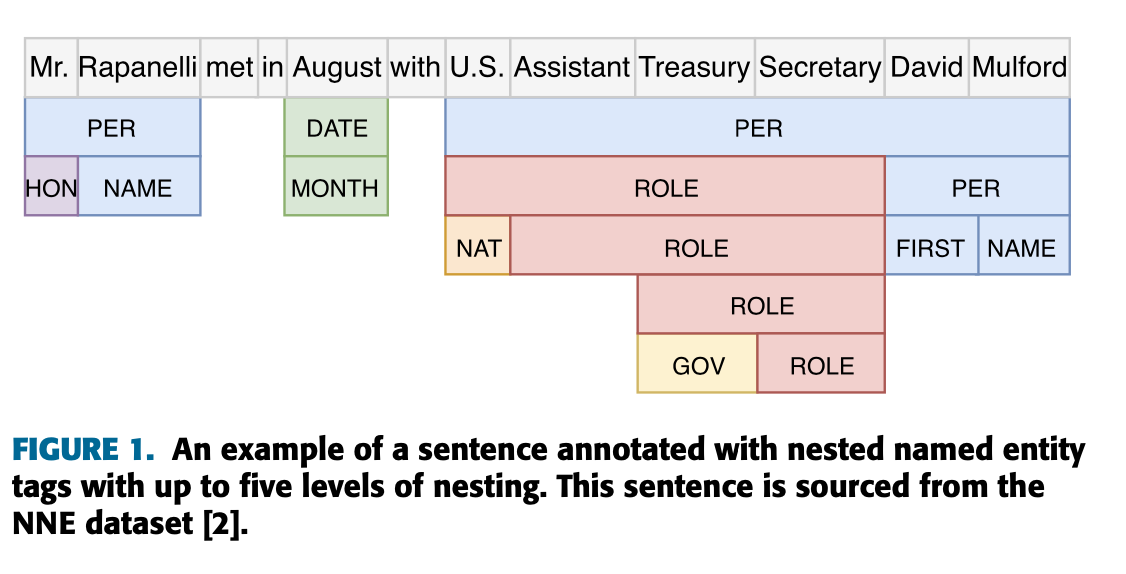 Mr. Rapanelli met in August with U.S. Assistant Treasury Secretary David Mulford
PER DATE PER
HON NAME MONTH ROLE PER
NAT ROLE FIRST NAME
ROLE
GOV ROLE
FIGURE 1. An example of a sentence annotated with nested named entity
tags with up to five levels of nesting. This sentence is sourced from the
NNE dataset [2].